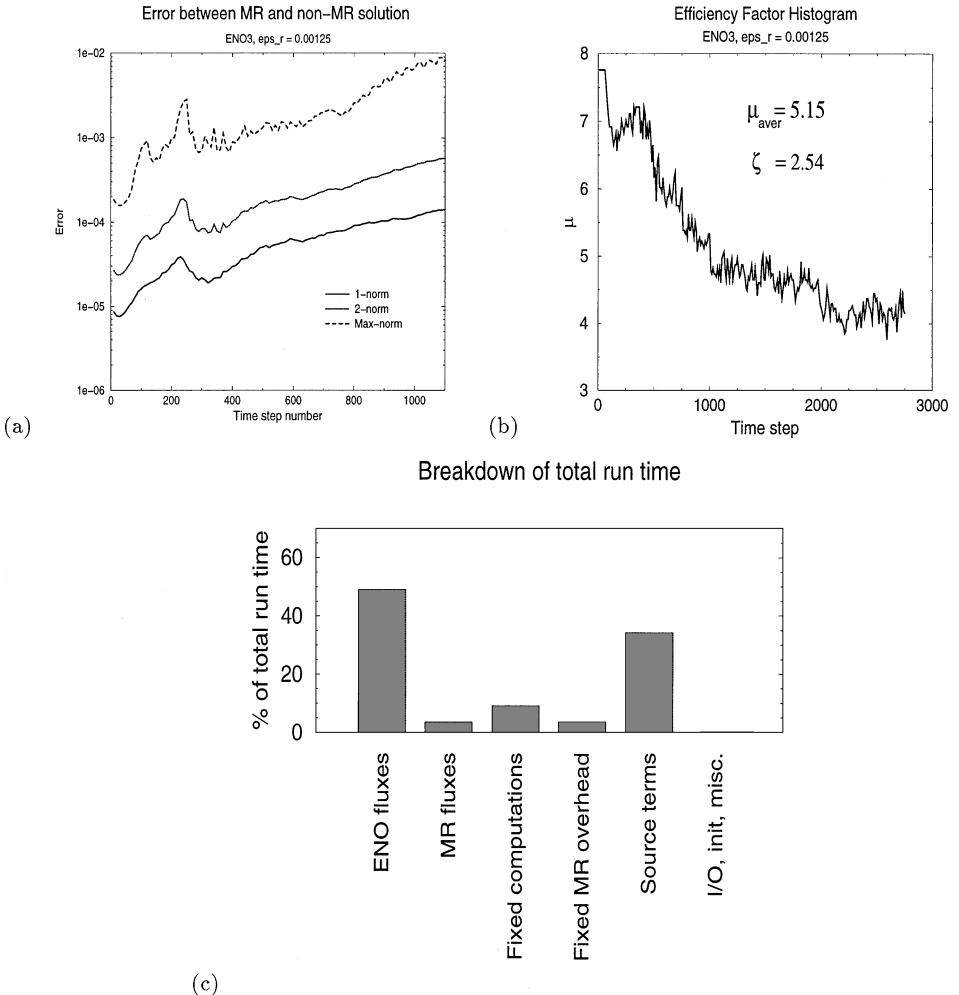 Error between MR and non-MR solution
ENO3, eps_r = 0.00125
1e-02
1e-03
1e-04
1e-05
1e-06
Error
1-norm
2-norm
Max-norm
0 200 400 600 800 1000
Time step number
(a)
Efficiency Factor Histogram
ENO3, eps_r = 0.00125
8
7
6
5
4
3
μ
μaver = 5.15
ζ = 2.54
0 1000 2000 3000
Time step
(b)
Breakdown of total run time
% of total run time
60
40
20
0
ENO fluxes
MR fluxes
Fixed computations
Fixed MR overhead
Source terms
I/O, init, misc.
(c)